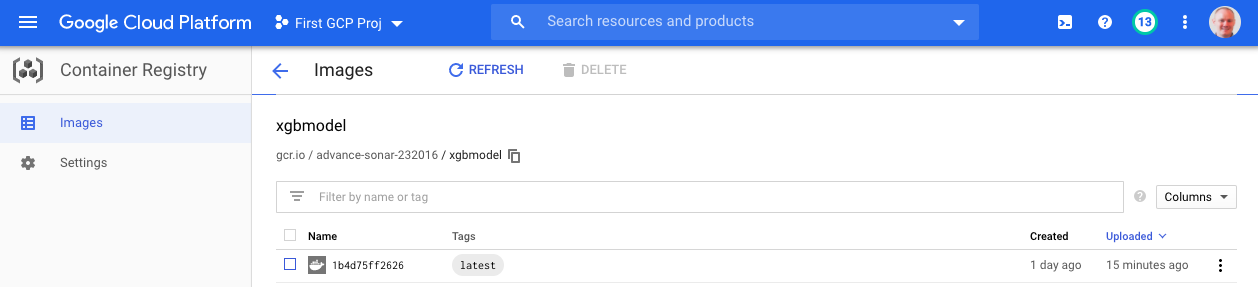 Google Cloud Platform First GCP Proj Search resources and products 13
Container Registry Images REFRESH DELETE
Images
Settings
xgbmodel
gcr.io / advance-sonar-232016 / xgbmodel
Filter by name or tag ? Columns
Name Tags Created Uploaded
1b4d75ff2626 latest 1 day ago 15 minutes ago